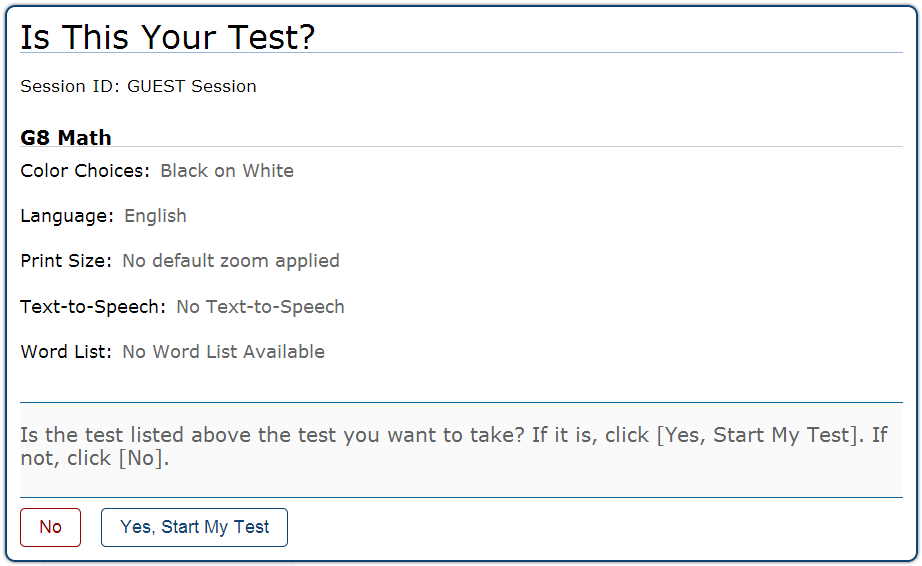 Is This Your Test?
Session ID: GUEST Session
G8 Math
Color Choices: Black on White
Language: English
Print Size: No default zoom applied
Text-to-Speech: No Text-to-Speech
Word List: No Word List Available
Is the test listed above the test you want to take? If it is, click [Yes, Start My Test]. If
not, click [No].
No
Yes, Start My Test